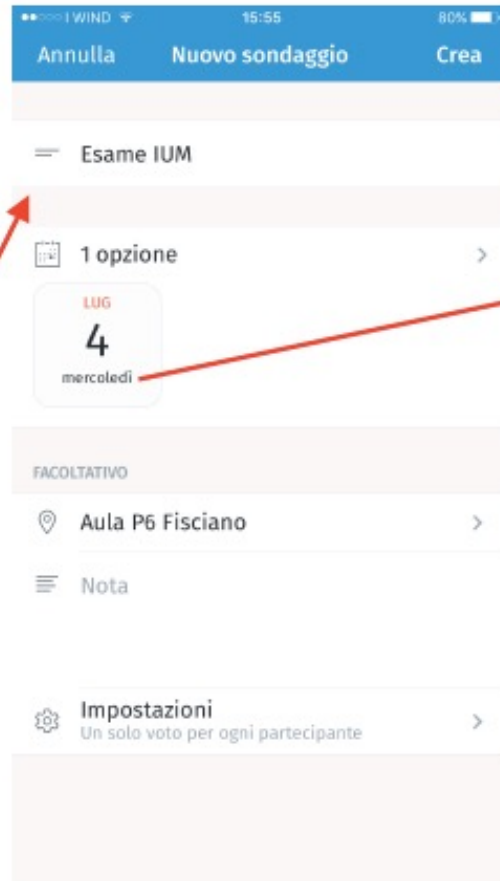 WIND 15:55 80%
Annulla Nuovo sondaggio Crea
Esame IUM
1 opzione
LUG
4
mercoledì
FACOLTATIVO
Aula P6 Fisciano
Nota
Impostazioni
Un solo voto per ogni partecipante